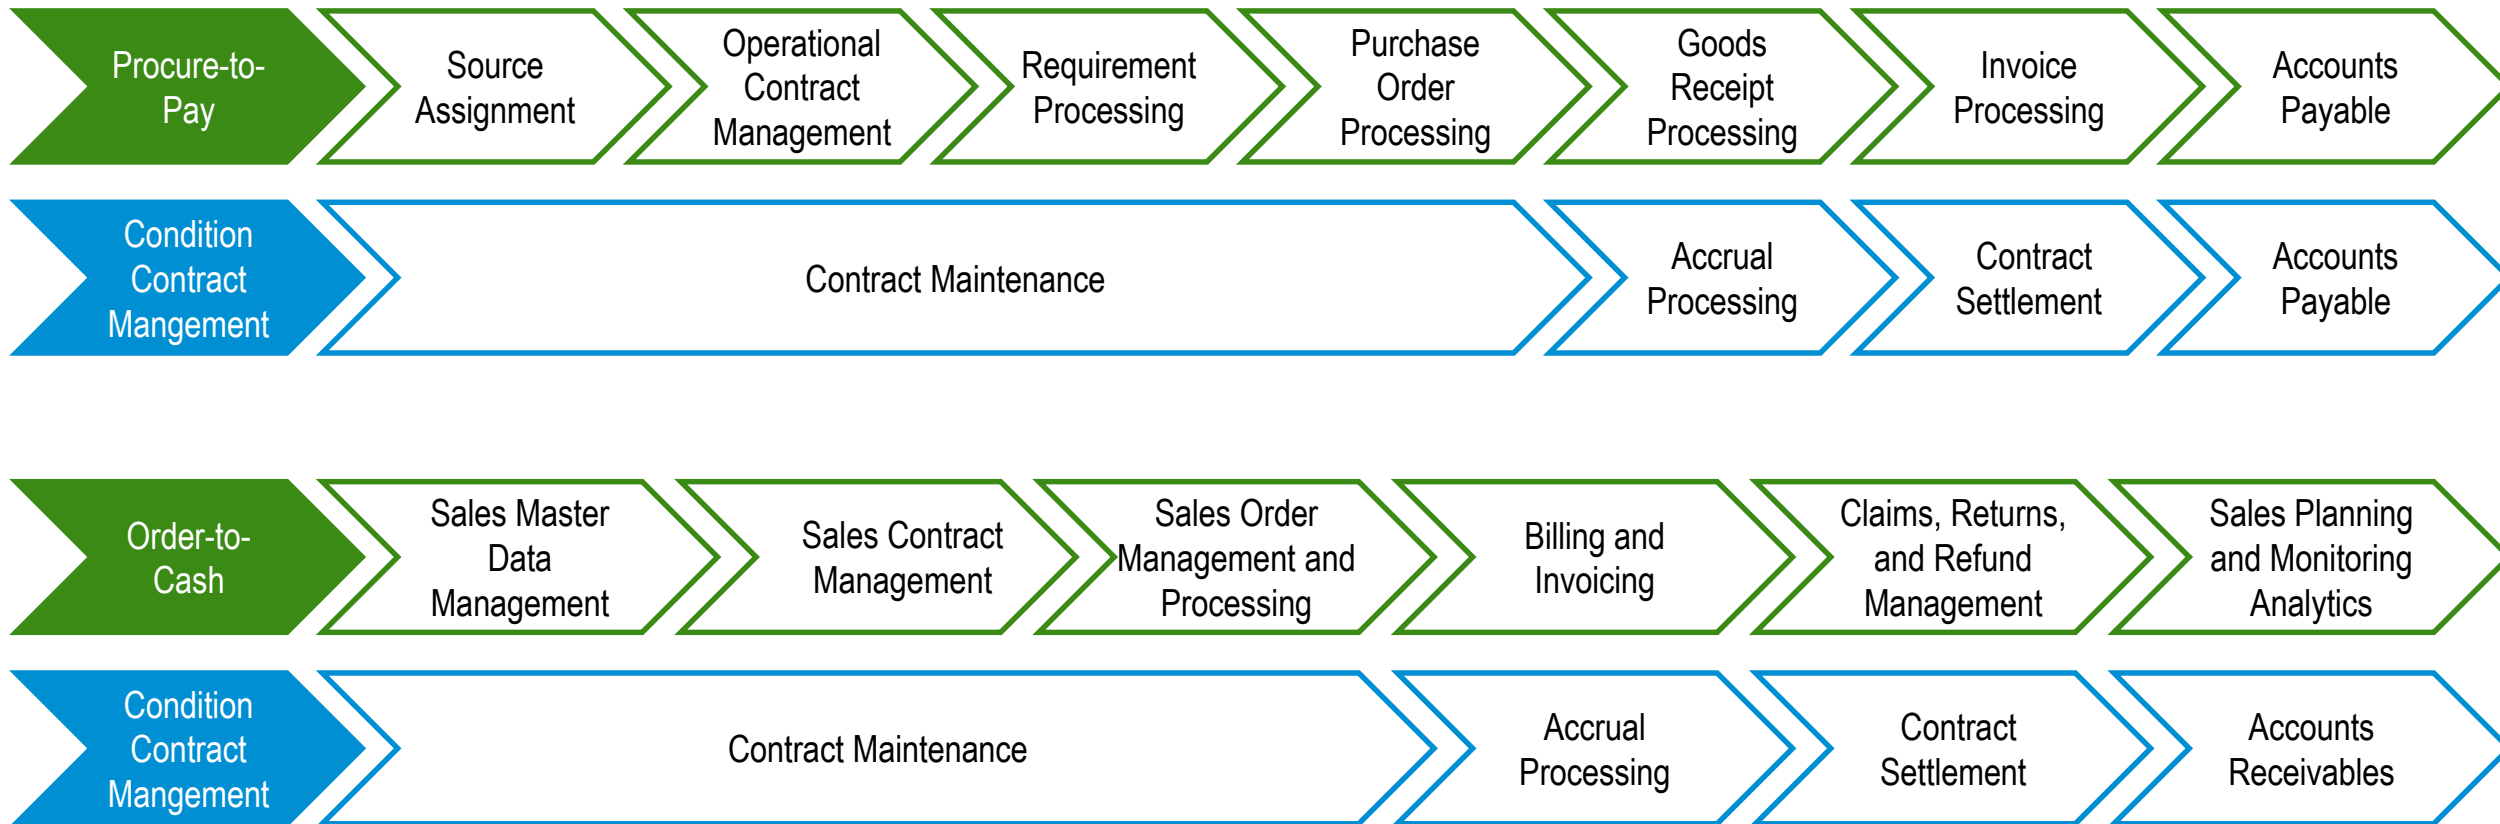 Procure-to-
Pay
Source
Assignment
Operational
Contract
Management
Requirement
Processing
Purchase
Order
Processing
Goods
Receipt
Processing
Invoice
Processing
Accounts
Payable
Condition
Contract
Mangement
Contract Maintenance
Accrual
Processing
Contract
Settlement
Accounts
Payable
Order-to-
Cash
Sales Master
Data
Management
Sales Contract
Management
Sales Order
Management and
Processing
Billing and
Invoicing
Claims, Returns,
and Refund
Management
Sales Planning
and Monitoring
Analytics
Condition
Contract
Mangement
Contract Maintenance
Accrual
Processing
Contract
Settlement
Accounts
Receivables